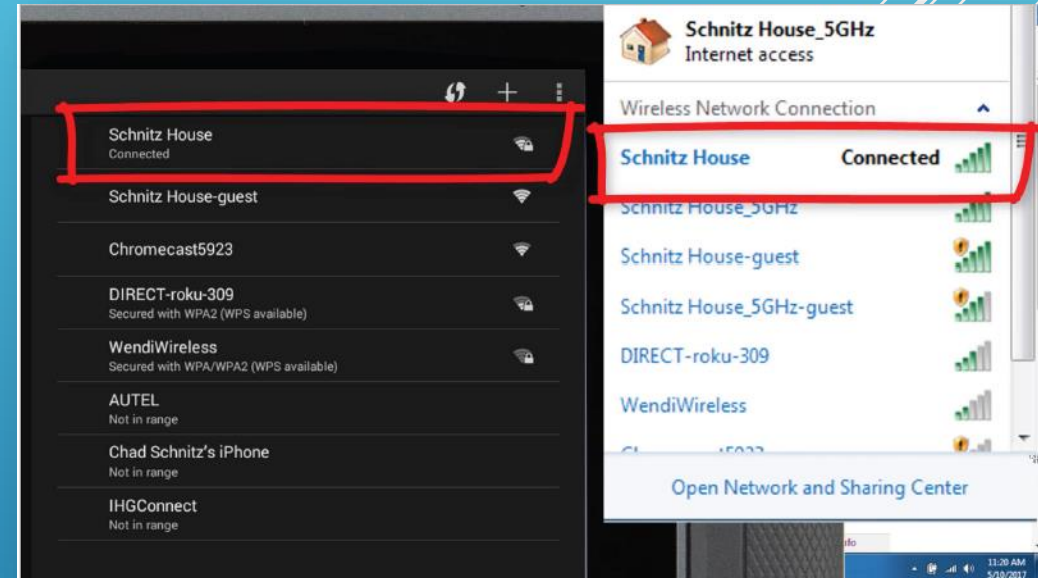 Schnitz House
Connected
Schnitz House-guest
Chromecast5923
DIRECT-roku-309
Secured with WPA2 (WPS available)
WendiWireless
Secured with WPA/WPA2 (WPS available)
AUTEL
Not in range
Chad Schnitz's iPhone
Not in range
IHGConnect
Not in range
Schnitz House_5GHz
Internet access
Wireless Network Connection
Schnitz House Connected
Schnitz House_5GHz
Schnitz House-guest
Schnitz House_5GHz-guest
DIRECT-roku-309
WendiWireless
Open Network and Sharing Center
11:20 AM
5/10/2017